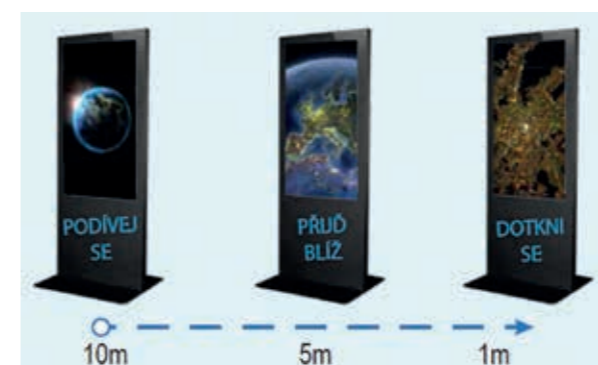 PODÍVEJ
SE
PŘIJĎ
BLÍŽ
DOTKNI
SE
10m
5m
1m